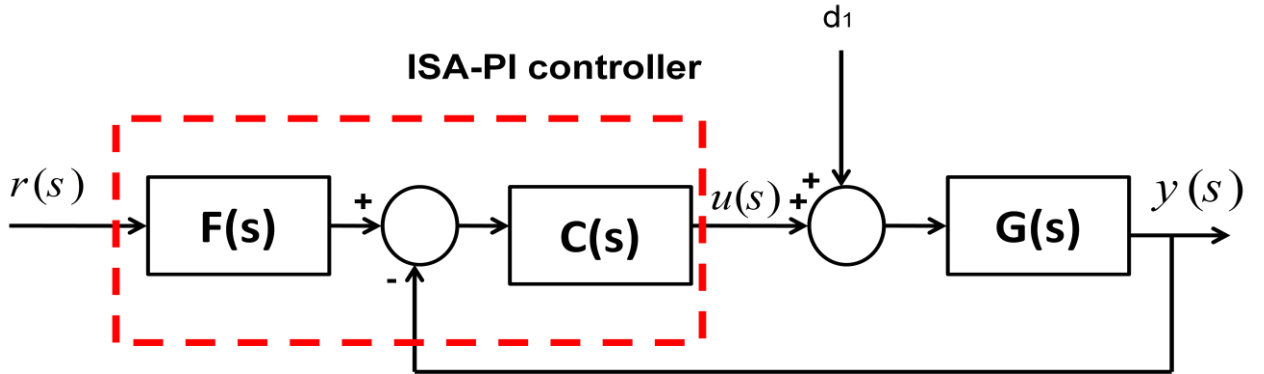 d1
ISA-PI controller
r(s)
F(s)
+
-
C(s)
u(s)
+
+
G(s)
y(s)